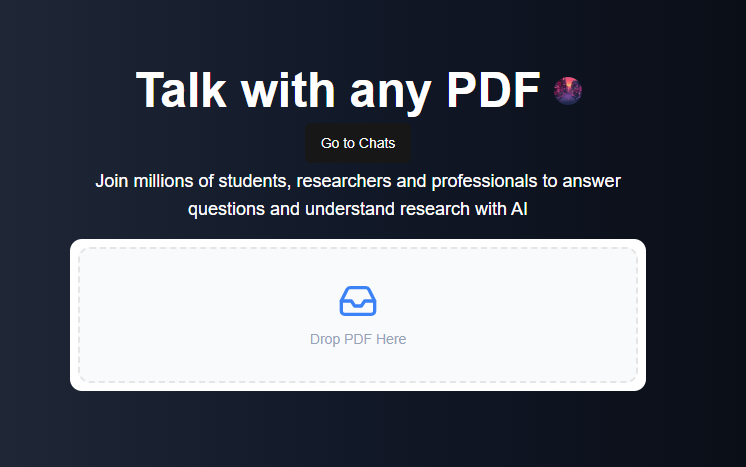 Talk with any PDF
Go to Chats
Join millions of students, researchers and professionals to answer
questions and understand research with AI
Drop PDF Here